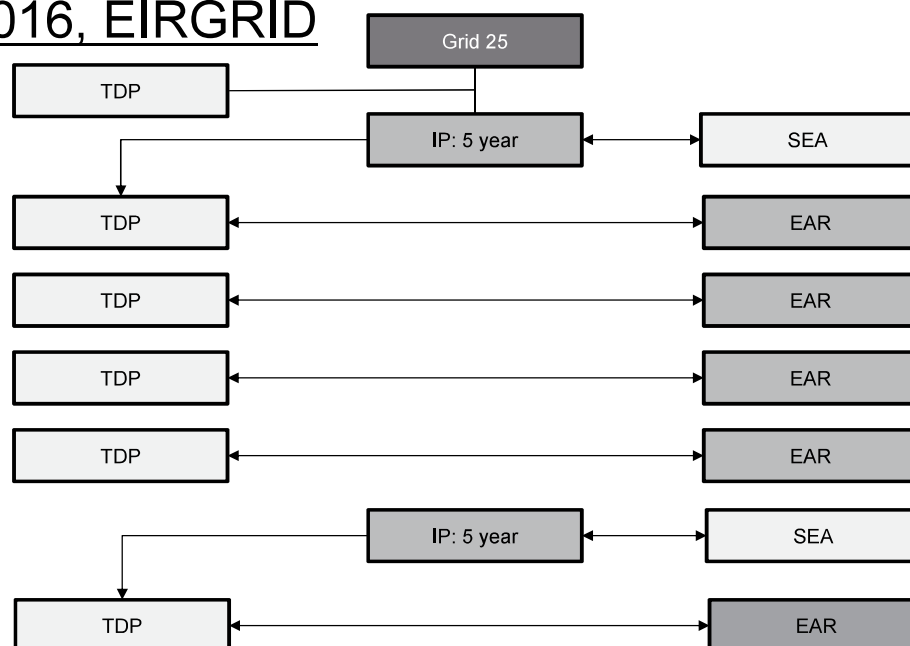 016, EIRGRID
Grid 25
TDP
IP: 5 year
SEA
TDP
EAR
TDP
EAR
TDP
EAR
TDP
EAR
IP: 5 year
SEA
TDP
EAR